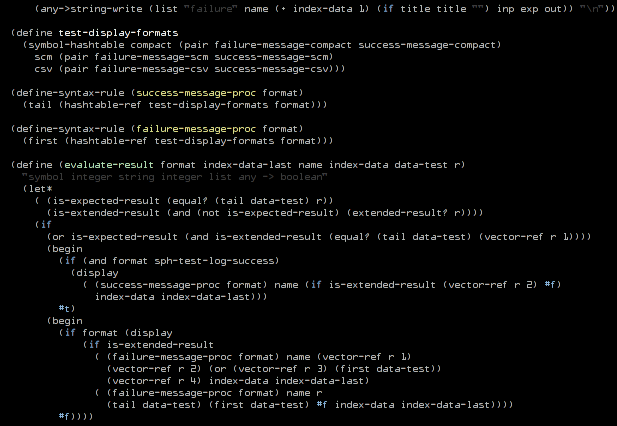 (any->string-write (list "failure" name (+ index-data 1) (if title title "") inp exp out)) "\n"))
(define test-display-formats
(symbol-hashtable compact (pair failure-message-compact success-message-compact)
scm (pair failure-message-scm success-message-scm)
csv (pair failure-message-csv success-message-csv)))
(define-syntax-rule (success-message-proc format)
(tail (hashtable-ref test-display-formats format)))
(define-syntax-rule (failure-message-proc format)
(first (hashtable-ref test-display-formats format)))
(define (evaluate-result format index-data-last name index-data data-test r)
"symbol integer string integer list any -> boolean"
(let*
( (is-expected-result (equal? (tail data-test) r))
(is-extended-result (and (not is-expected-result) (extended? r))))
(if
(or is-expected-result (and is-extended-result (equal? (tail data-test) (vector-ref r 1))))
(begin
(if (and format sph-test-log-success)
(display
( (success-message-proc format) name (if is-extended-result (vector-ref r 2) #f)
index-data index-data-last)))
#t)
(begin
(if format (display
(if is-extended-result
( (failure-message-proc format) name (vector-ref r 1)
(vector-ref r 2) (or (vector-ref r 3) (first data-test))
(vector-ref r 4) index-data index-data-last)
( (failure-message-proc format) name r
(tail data-test) (first data-test) #f index-data index-data-last))))
#f))))